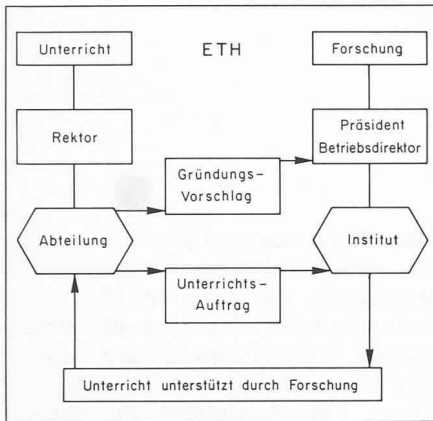 Unterricht
ETH
Forschung
Rektor
Präsident
Betriebsdirektor
Gründungs-
Vorschlag
Abteilung
Institut
Unterrichts-
Auftrag
Unterricht unterstützt durch Forschung